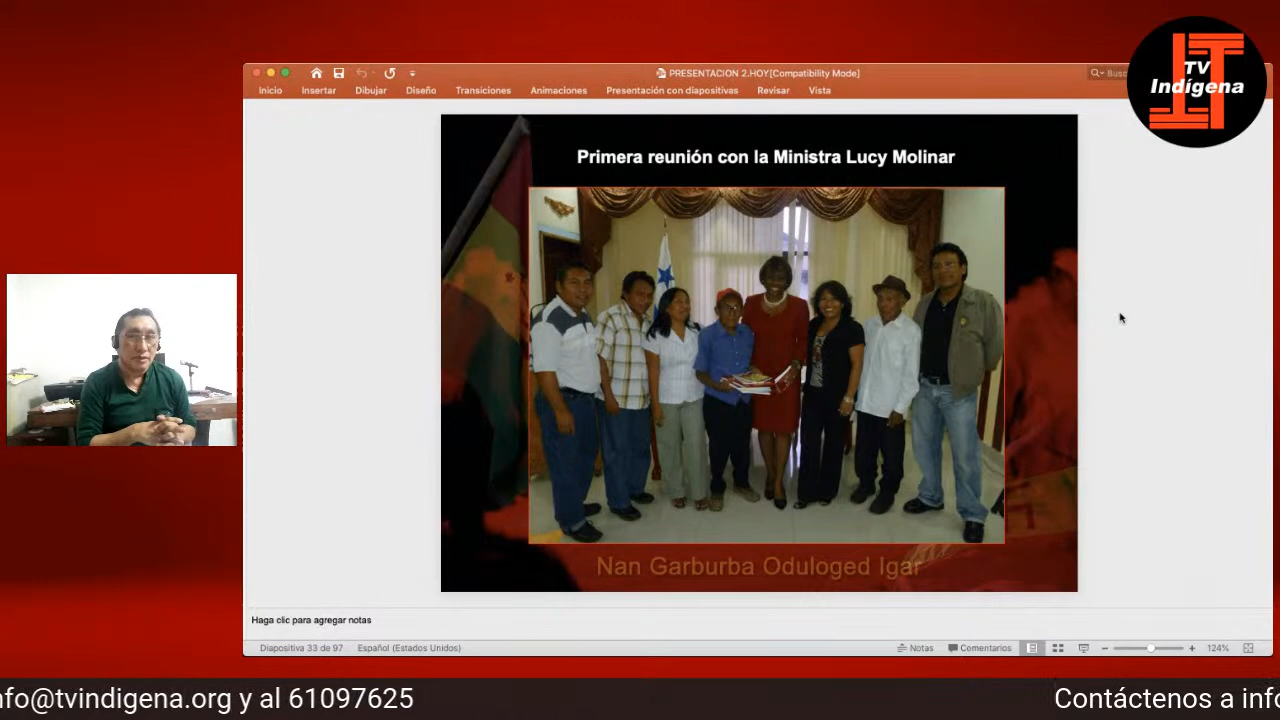 TV
Indígena
PRESENTACION 2.HOY[Compatibility Mode]
Busc
Inicio
Insertar
Dibujar
Diseño
Transiciones
Animaciones
Presentación con diapositivas
Revisar
Vista
Primera reunión con la Ministra Lucy Molinar
Nan Garburba Oduloged Igar
Haga clic para agregar notas
Diapositiva 33 de 97
Español (Estados Unidos)
Notas
Comentarios
124%
nfo@tvindigena.org y al 61097625
Contáctenos a info